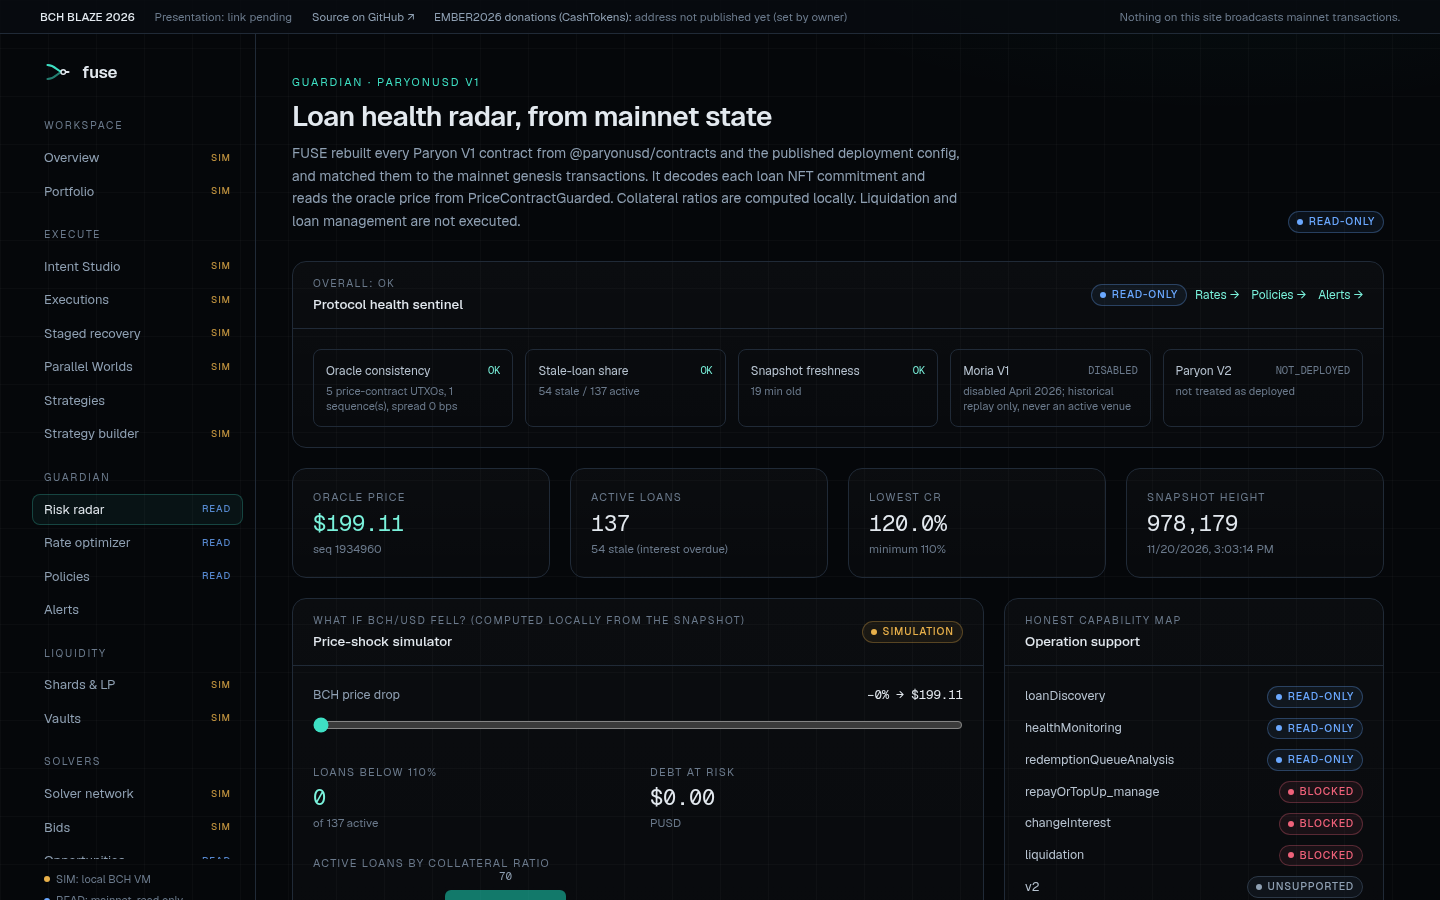 BCH BLAZE 2026
Presentation: link pending
Source on GitHub ↗
EMBER2026 donations (CashTokens): address not published yet (set by owner)
Nothing on this site broadcasts mainnet transactions.
fuse
WORKSPACE
Overview SIM
Portfolio SIM
EXECUTE
Intent Studio SIM
Executions SIM
Staged recovery SIM
Parallel Worlds SIM
Strategies
Strategy builder SIM
GUARDIAN
Risk radar READ
Rate optimizer READ
Policies READ
Alerts
LIQUIDITY
Shards & LP SIM
Vaults SIM
SOLVERS
Solver network SIM
Bids SIM
SIM: local BCH VM
GUARDIAN · PARYONUSD V1
Loan health radar, from mainnet state
FUSE rebuilt every Paryon V1 contract from @paryonusd/contracts and the published deployment config,
and matched them to the mainnet genesis transactions. It decodes each loan NFT commitment and
reads the oracle price from PriceContractGuarded. Collateral ratios are computed locally. Liquidation and
loan management are not executed.
READ-ONLY
OVERALL: OK
Protocol health sentinel
READ-ONLY Rates → Policies → Alerts →
Oracle consistency OK
5 price-contract UTXOs, 1
sequence(s), spread 0 bps
Stale-loan share OK
54 stale / 137 active
Snapshot freshness OK
19 min old
Moria V1 DISABLED
disabled April 2026; historical
replay only, never an active venue
Paryon V2 NOT_DEPLOYED
not treated as deployed
ORACLE PRICE
$199.11
seq 1934960
ACTIVE LOANS
137
54 stale (interest overdue)
LOWEST CR
120.0%
minimum 110%
SNAPSHOT HEIGHT
978,179
11/20/2026, 3:03:14 PM
WHAT IF BCH/USD FELL? (COMPUTED LOCALLY FROM THE SNAPSHOT)
Price-shock simulator
SIMULATION
BCH price drop
−0% → $199.11
LOANS BELOW 110%
0
of 137 active
DEBT AT RISK
$0.00
PUSD
ACTIVE LOANS BY COLLATERAL RATIO
70
HONEST CAPABILITY MAP
Operation support
loanDiscovery READ-ONLY
healthMonitoring READ-ONLY
redemptionQueueAnalysis READ-ONLY
repayOrTopUp_manage BLOCKED
changeInterest BLOCKED
liquidation BLOCKED
v2 UNSUPPORTED